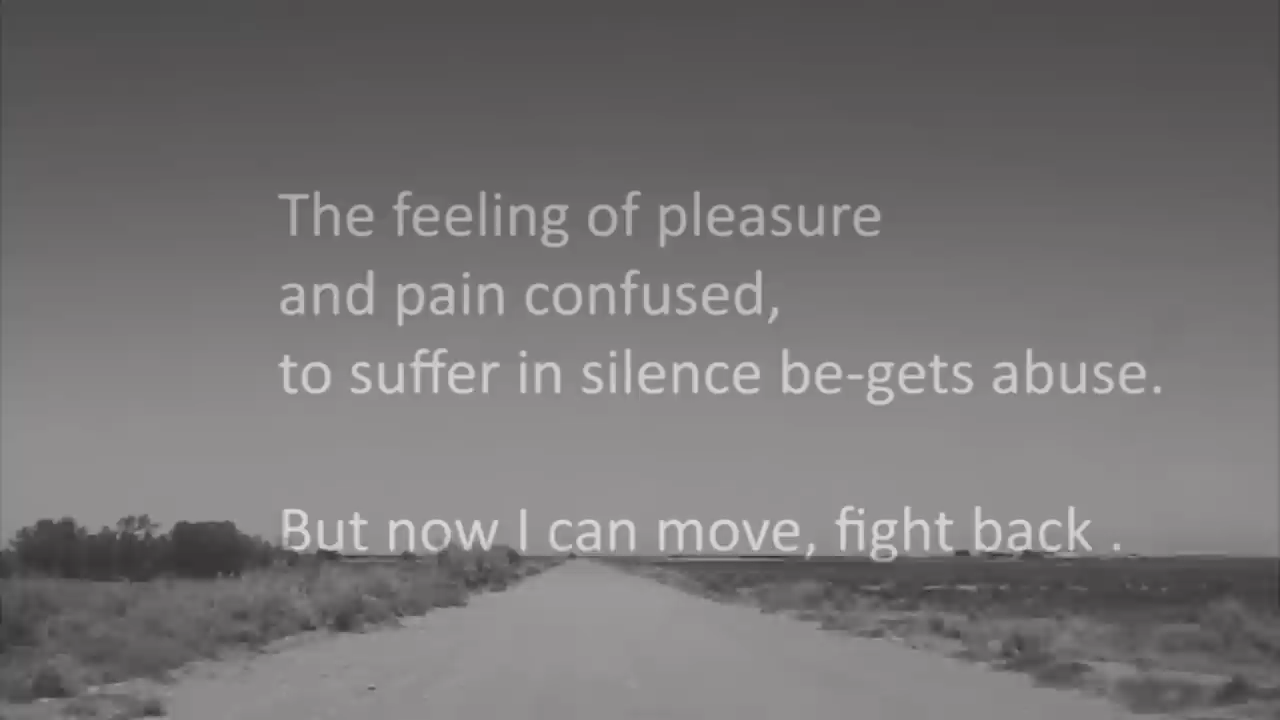 The feeling of pleasure
and pain confused,
to suffer in silence be-gets abuse.
But now I can move, fight back .